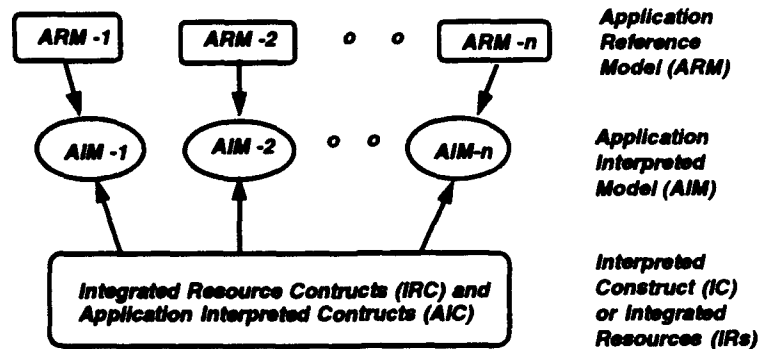 ARM -1
ARM -2
o o
ARM -n
Application
Reference
Model (ARM)
AIM -1
AIM -2
o o
AIM-n
Application
Interpreted
Model (AIM)
Integrated Resource Contructs (IRC) and
Application Interpreted Contructs (AIC)
Interpreted
Construct (IC)
or Integrated
Resources (IRs)